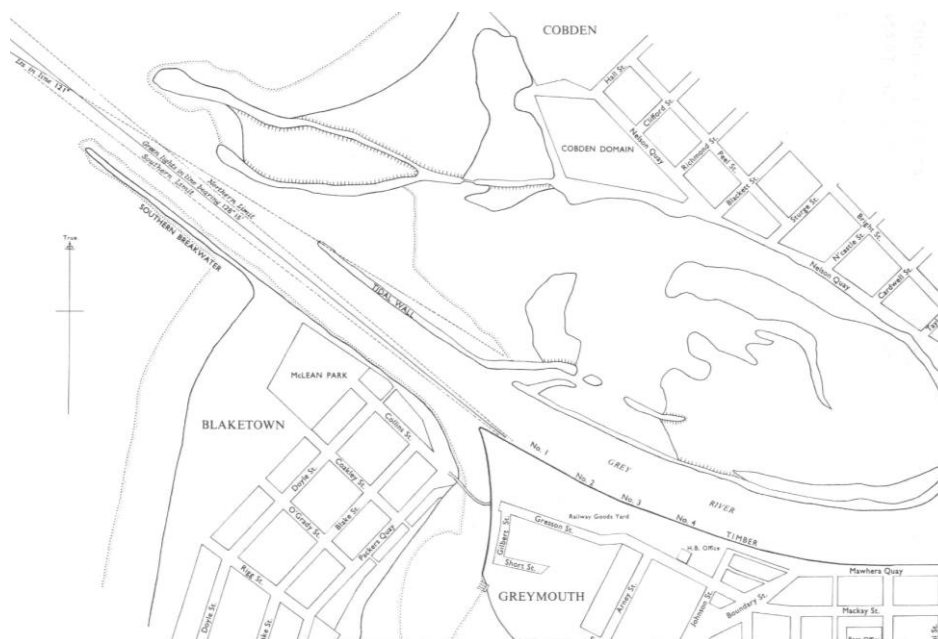 COBDEN
Hall St.
Clifford St.
Nelson Quay
Richmond St.
Peel St.
COBDEN DOMAIN
Blackett St.
Sturge St.
Bright St.
N'castle St.
Nelson Quay
Cardwell St.
Lts. in line 121°
Northern Limit
Green lights in line bearing 126° 15'
Southern Limit
SOUTHERN BREAKWATER
True
TIDAL WALL
McLEAN PARK
BLAKETOWN
Collins St.
Coakley St.
Doyle St.
Blake St.
O'Grady St.
Packers Quay
Rigg St.
Doyle St.
No. 1
No. 2
No. 3
No. 4
GREY
RIVER
TIMBER
Railway Goods Yard
Gresson St.
Gilbert St.
Short St.
H.B. Office
GREYMOUTH
Arney St.
Johnson St.
Boundary St.
Mawhera Quay
Mackay St.